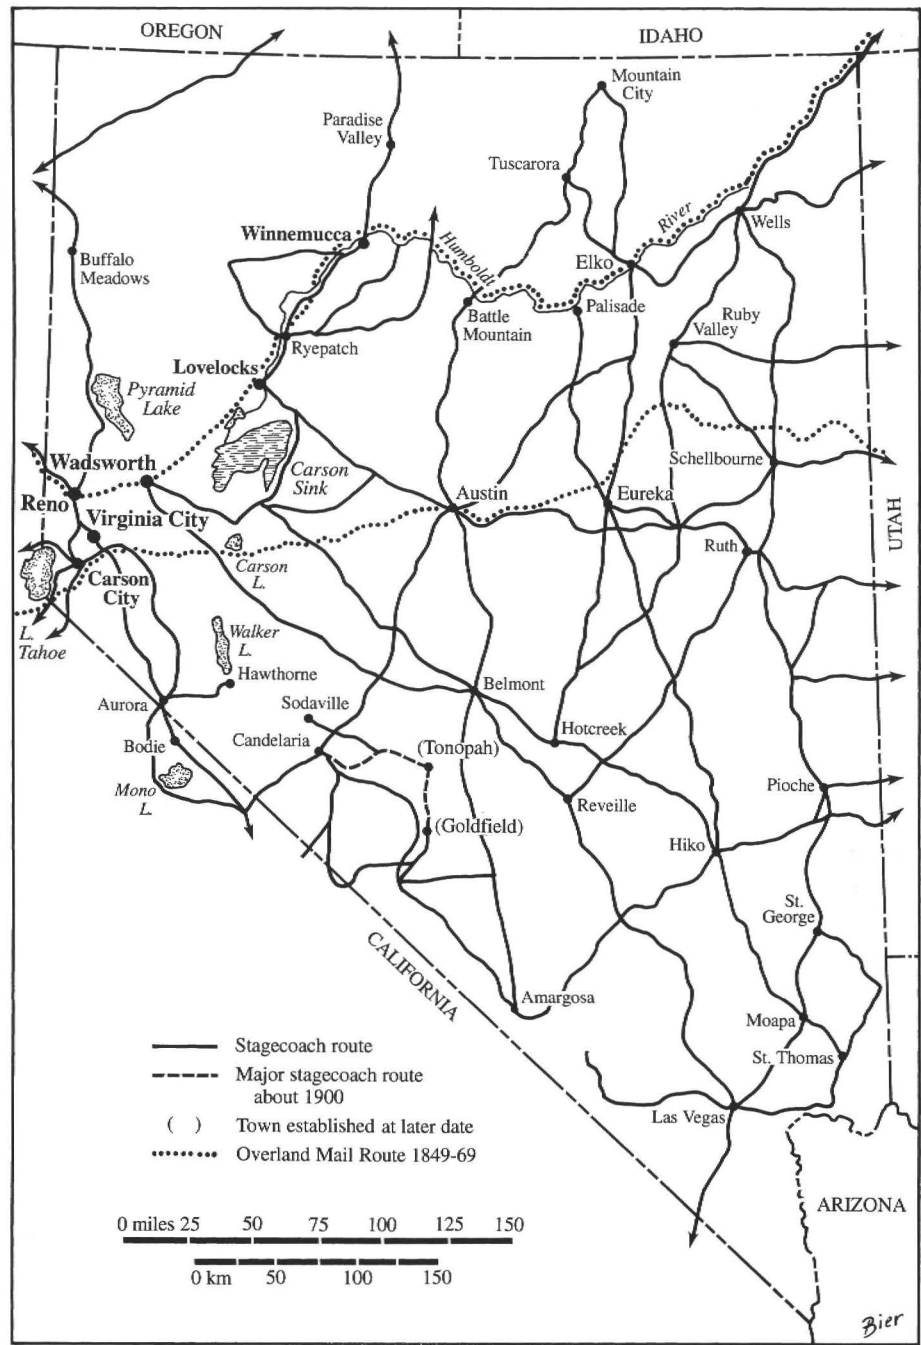 OREGON
IDAHO
Mountain
City
Paradise
Valley
Tuscarora
River
Wells
Winnemucca
Humboldt
Elko
Buffalo
Meadows
Battle
Mountain
Palisade
Ruby
Valley
Ryepatch
Lovelocks
Pyramid
Lake
Wadsworth
Carson
Sink
Schellbourne
Reno
Virginia City
Austin
Eureka
UTAH
Ruth
Carson
City
Carson
L.
L.
Tahoe
Walker
L.
Hawthorne
Aurora
Sodaville
Belmont
Bodie
Candelaria
(Tonopah)
Hotcreek
Mono
L.
Pioche
(Goldfield)
Reveille
Hiko
St.
George
CALIFORNIA
Amargosa
Moapa
St. Thomas
Las Vegas
Stagecoach route
Major stagecoach route
about 1900
( ) Town established at later date
Overland Mail Route 1849-69
ARIZONA
0 miles 25 50 75 100 125 150
0 km 50 100 150
Bier